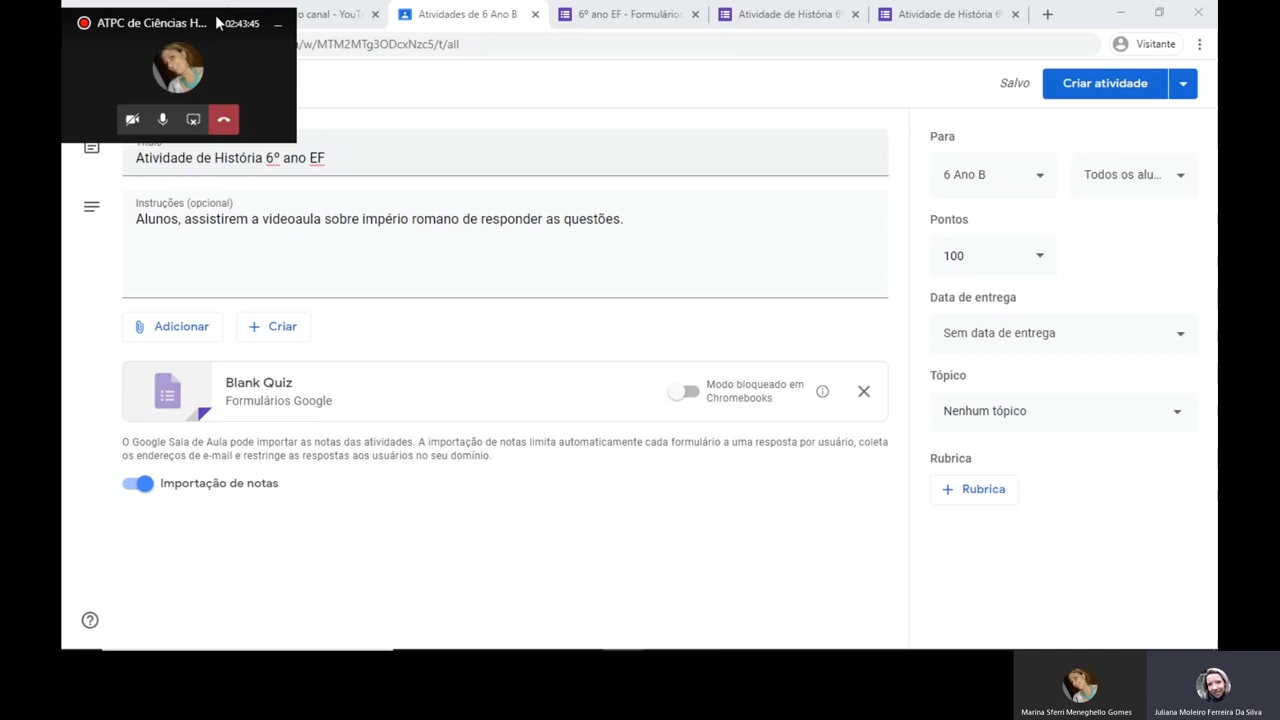 ATPC de Ciências H... 02:43:45
o canal - YouT
Atividades de 6 Ano B
6º ano EF - Formulários
Atividade de História 6º
Atividade de História 6º
/w/MTM2MTg3ODcxNzc5/t/all
Visitante
Salvo
Criar atividade
Título
Atividade de História 6º ano EF
Instruções (opcional)
Alunos, assistirem a videoaula sobre império romano de responder as questões.
Adicionar
Criar
Blank Quiz
Formulários Google
Modo bloqueado em
Chromebooks
O Google Sala de Aula pode importar as notas das atividades. A importação de notas limita automaticamente cada formulário a uma resposta por usuário, coleta
os endereços de e-mail e restringe as respostas aos usuários no seu domínio.
Importação de notas
Para
6 Ano B
Todos os alu...
Pontos
100
Data de entrega
Sem data de entrega
Tópico
Nenhum tópico
Rubrica
Rubrica
Marina Sferri Meneghello Gomes
Juliana Moleiro Ferreira Da Silva